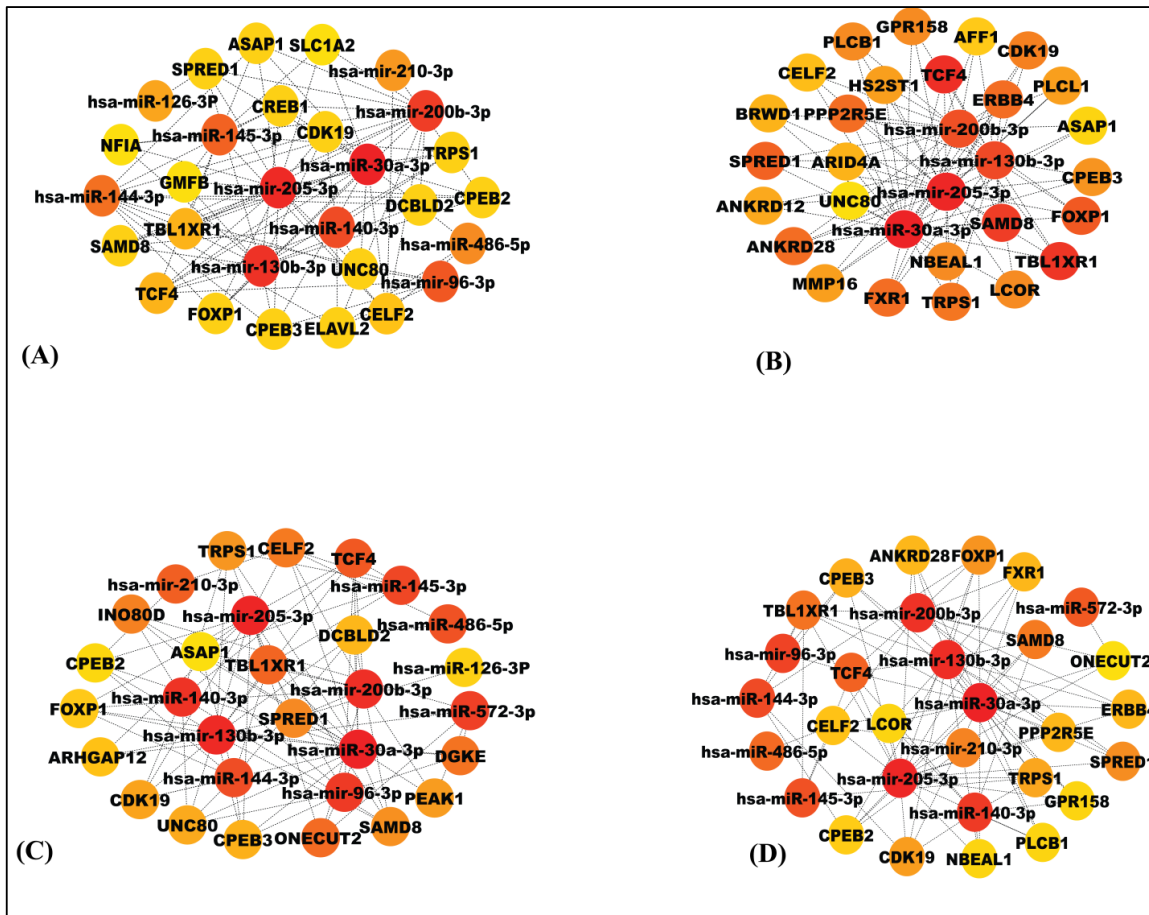 ASAP1
SLC1A2
SPRED1
hsa-mir-210-3p
hsa-miR-126-3P
CREB1
hsa-mir-200b-3p
NFIA
hsa-miR-145-3p
CDK19
TRPS1
hsa-miR-30a-3p
GMFB
hsa-mir-205-3p
hsa-miR-144-3p
DCBLD2
CPEB2
TBL1XR1
hsa-miR-140-3p
SAMD8
hsa-miR-486-5p
hsa-mir-130b-3p
UNC80
hsa-mir-96-3p
TCF4
FOXP1
CPEB3
ELAVL2
CELF2
(A)
GPR158
AFF1
PLCB1
CDK19
CELF2
HS2ST1
TCF4
PLCL1
ERBB4
BRWD1
PPP2R5E
hsa-mir-200b-3p
ASAP1
SPRED1
ARID4A
hsa-mir-130b-3p
CPEB3
hsa-mir-205-3p
ANKRD12
UNC80
SAMD8
FOXP1
hsa-miR-30a-3p
ANKRD28
NBEAL1
TBL1XR1
MMP16
FXR1
TRPS1
LCOR
(B)
TRPS1
CELF2
TCF4
hsa-mir-210-3p
hsa-miR-145-3p
INO80D
hsa-mir-205-3p
hsa-miR-486-5p
DCBLD2
ASAP1
CPEB2
TBL1XR1
hsa-miR-126-3P
hsa-miR-140-3p
hsa-mir-200b-3p
FOXP1
SPRED1
hsa-miR-572-3p
hsa-mir-130b-3p
hsa-miR-30a-3p
ARHGAP12
DGKE
hsa-miR-144-3p
hsa-mir-96-3p
CDK19
PEAK1
UNC80
CPEB3
ONECUT2
SAMD8
(C)
ANKRD28
FOXP1
CPEB3
FXR1
TBL1XR1
hsa-mir-200b-3p
hsa-miR-572-3p
hsa-mir-96-3p
hsa-mir-130b-3p
SAMD8
TCF4
ONECUT2
hsa-miR-144-3p
hsa-miR-30a-3p
CELF2
LCOR
ERBB4
PPP2R5E
hsa-miR-486-5p
hsa-mir-210-3p
SPRED1
hsa-mir-205-3p
TRPS1
hsa-miR-145-3p
GPR158
hsa-miR-140-3p
CPEB2
PLCB1
CDK19
NBEAL1
(D)